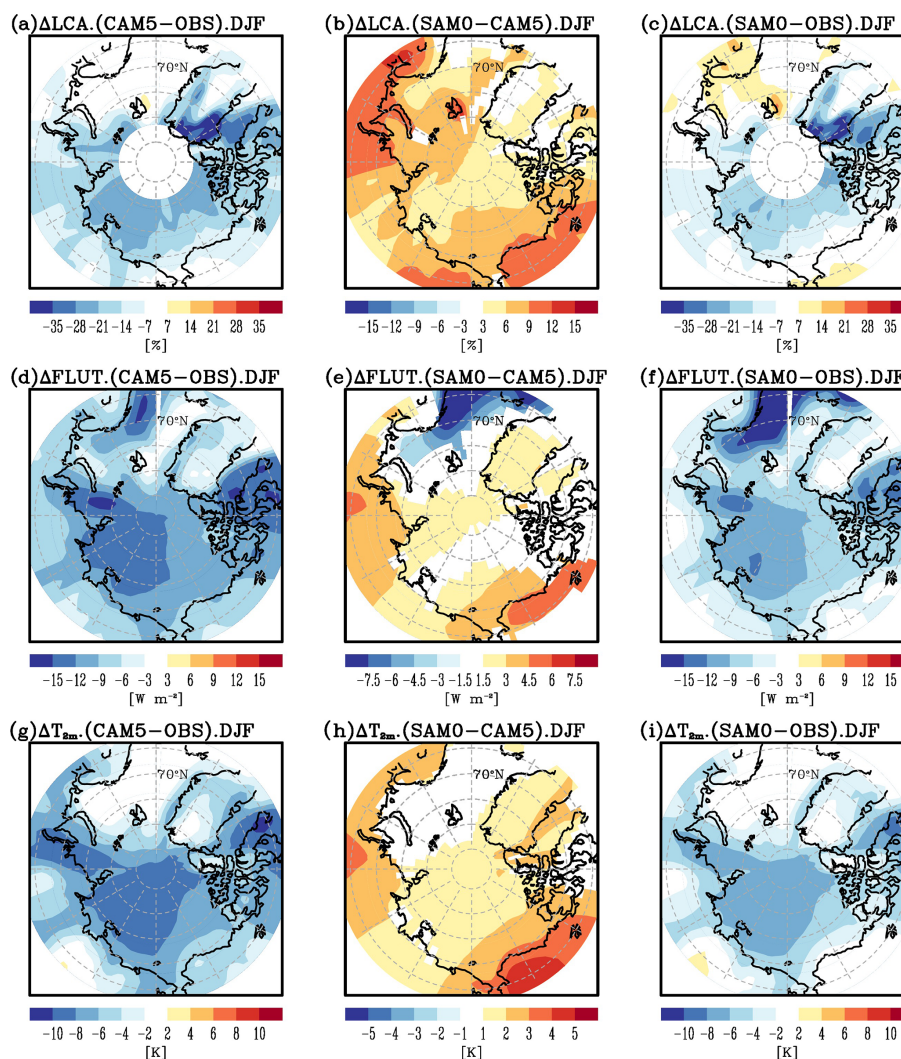 (a)ΔLCA.(CAM5−OBS).DJF
(b)ΔLCA.(SAM0−CAM5).DJF
(c)ΔLCA.(SAM0−OBS).DJF
70°N
70°N
70°N
-35 -28 -21 -14 -7 7 14 21 28 35
-15 -12 -9 -6 -3 3 6 9 12 15
-35 -28 -21 -14 -7 7 14 21 28 35
[%]
[%]
[%]
(d)ΔFLUT.(CAM5−OBS).DJF
(e)ΔFLUT.(SAM0−CAM5).DJF
(f)ΔFLUT.(SAM0−OBS).DJF
70°N
70°N
70°N
-15 -12 -9 -6 -3 3 6 9 12 15
-7.5 -6 -4.5 -3 -1.5 1.5 3 4.5 6 7.5
-15 -12 -9 -6 -3 3 6 9 12 15
[W m⁻²]
[W m⁻²]
[W m⁻²]
(g)ΔT₂ₘ.(CAM5−OBS).DJF
(h)ΔT₂ₘ.(SAM0−CAM5).DJF
(i)ΔT₂ₘ.(SAM0−OBS).DJF
70°N
70°N
70°N
-10 -8 -6 -4 -2 2 4 6 8 10
-5 -4 -3 -2 -1 1 2 3 4 5
-10 -8 -6 -4 -2 2 4 6 8 10
[K]
[K]
[K]